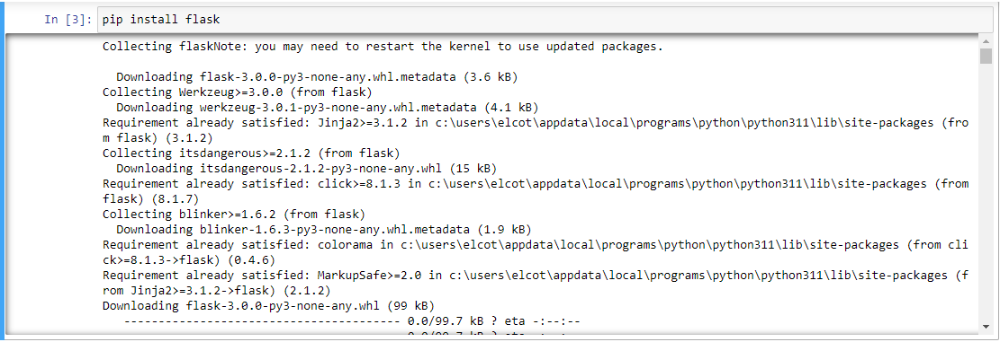 In [3]: pip install flask
Collecting flaskNote: you may need to restart the kernel to use updated packages.
Downloading flask-3.0.0-py3-none-any.whl.metadata (3.6 kB)
Collecting Werkzeug>=3.0.0 (from flask)
Downloading werkzeug-3.0.1-py3-none-any.whl.metadata (4.1 kB)
Requirement already satisfied: Jinja2>=3.1.2 in c:\users\elcot\appdata\local\programs\python\python311\lib\site-packages (fro
m flask) (3.1.2)
Collecting itsdangerous>=2.1.2 (from flask)
Downloading itsdangerous-2.1.2-py3-none-any.whl (15 kB)
Requirement already satisfied: click>=8.1.3 in c:\users\elcot\appdata\local\programs\python\python311\lib\site-packages (from
flask) (8.1.7)
Collecting blinker>=1.6.2 (from flask)
Downloading blinker-1.6.3-py3-none-any.whl.metadata (1.9 kB)
Requirement already satisfied: colorama in c:\users\elcot\appdata\local\programs\python\python311\lib\site-packages (from cli
ck>=8.1.3->flask) (0.4.6)
Requirement already satisfied: MarkupSafe>=2.0 in c:\users\elcot\appdata\local\programs\python\python311\lib\site-packages (f
rom Jinja2>=3.1.2->flask) (2.1.2)
Downloading flask-3.0.0-py3-none-any.whl (99 kB)
---------------------------------------- 0.0/99.7 kB ? eta -:--:--